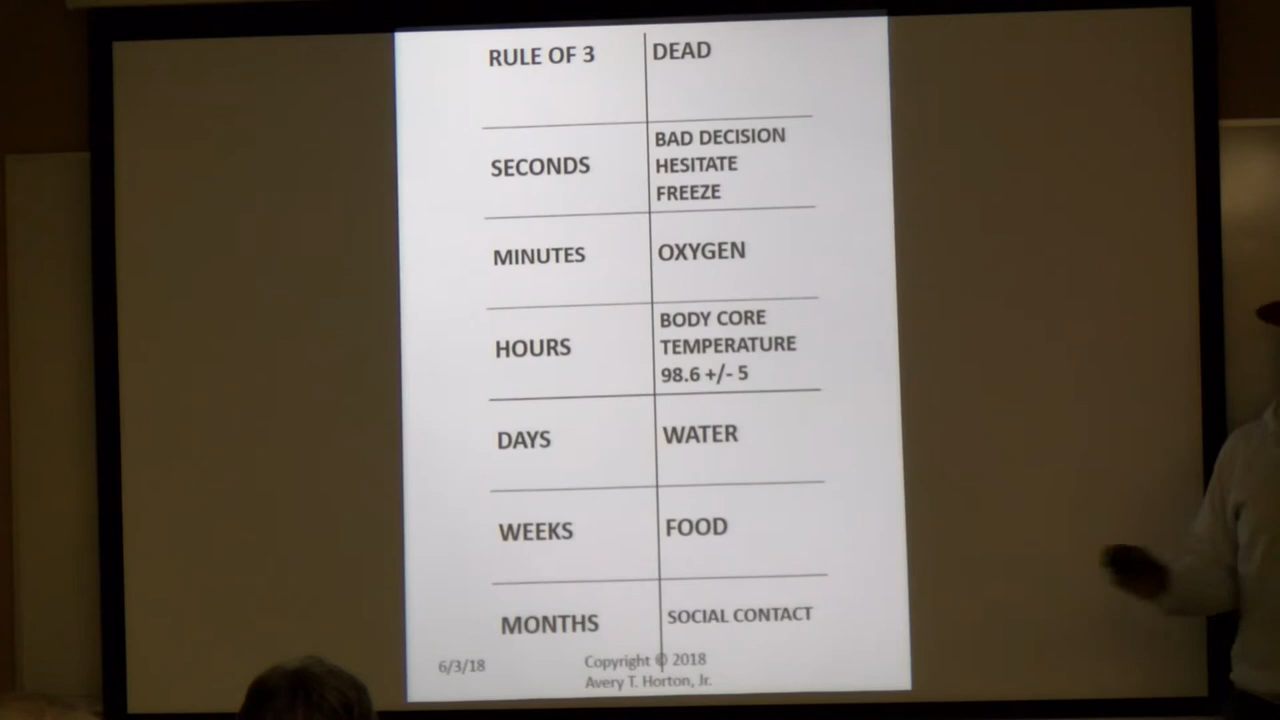 RULE OF 3 DEAD
SECONDS BAD DECISION
HESITATE
FREEZE
MINUTES OXYGEN
HOURS BODY CORE
TEMPERATURE
98.6 +/- 5
DAYS WATER
WEEKS FOOD
MONTHS SOCIAL CONTACT
6/3/18 Copyright © 2018
Avery T. Horton, Jr.